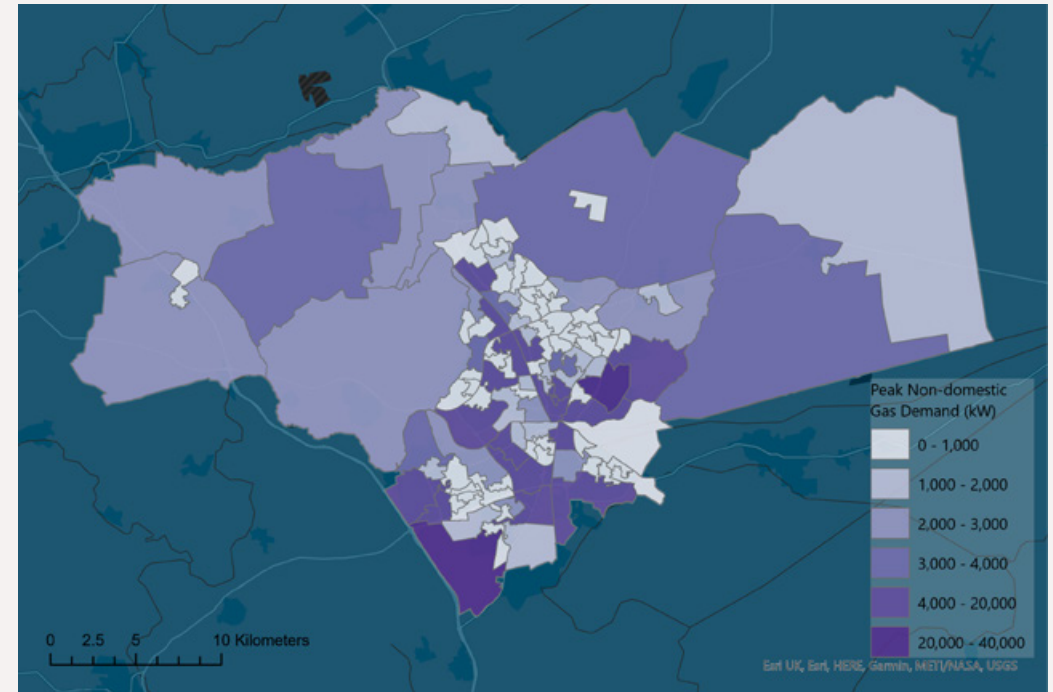 Peak Non-domestic
Gas Demand (kW)
0 - 1,000
1,000 - 2,000
2,000 - 3,000
3,000 - 4,000
4,000 - 20,000
20,000 - 40,000
0 2.5 5 10 Kilometers
Esri UK, Esri, HERE, Garmin, METI/NASA, USGS